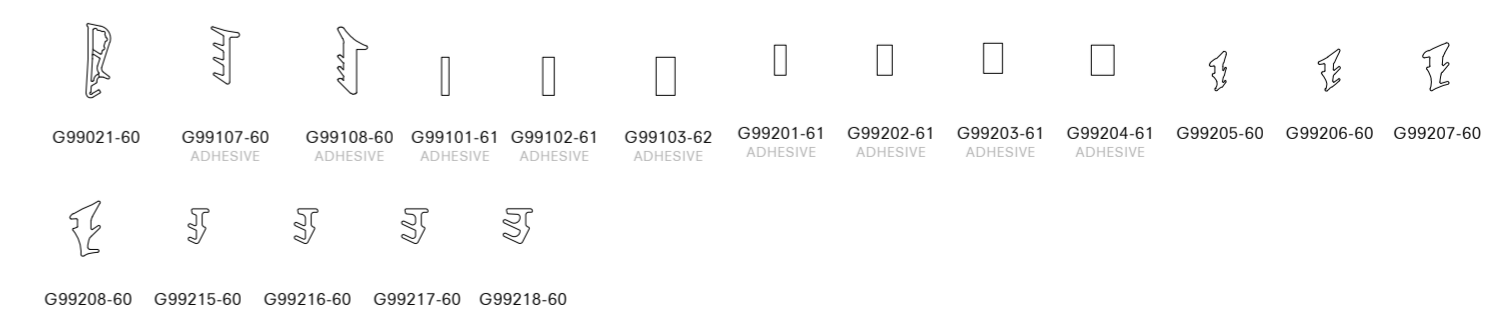 G99021-60
G99107-60
ADHESIVE
G99108-60
ADHESIVE
G99101-61
ADHESIVE
G99102-61
ADHESIVE
G99103-62
ADHESIVE
G99201-61
ADHESIVE
G99202-61
ADHESIVE
G99203-61
ADHESIVE
G99204-61
ADHESIVE
G99205-60
G99206-60
G99207-60
G99208-60
G99215-60
G99216-60
G99217-60
G99218-60